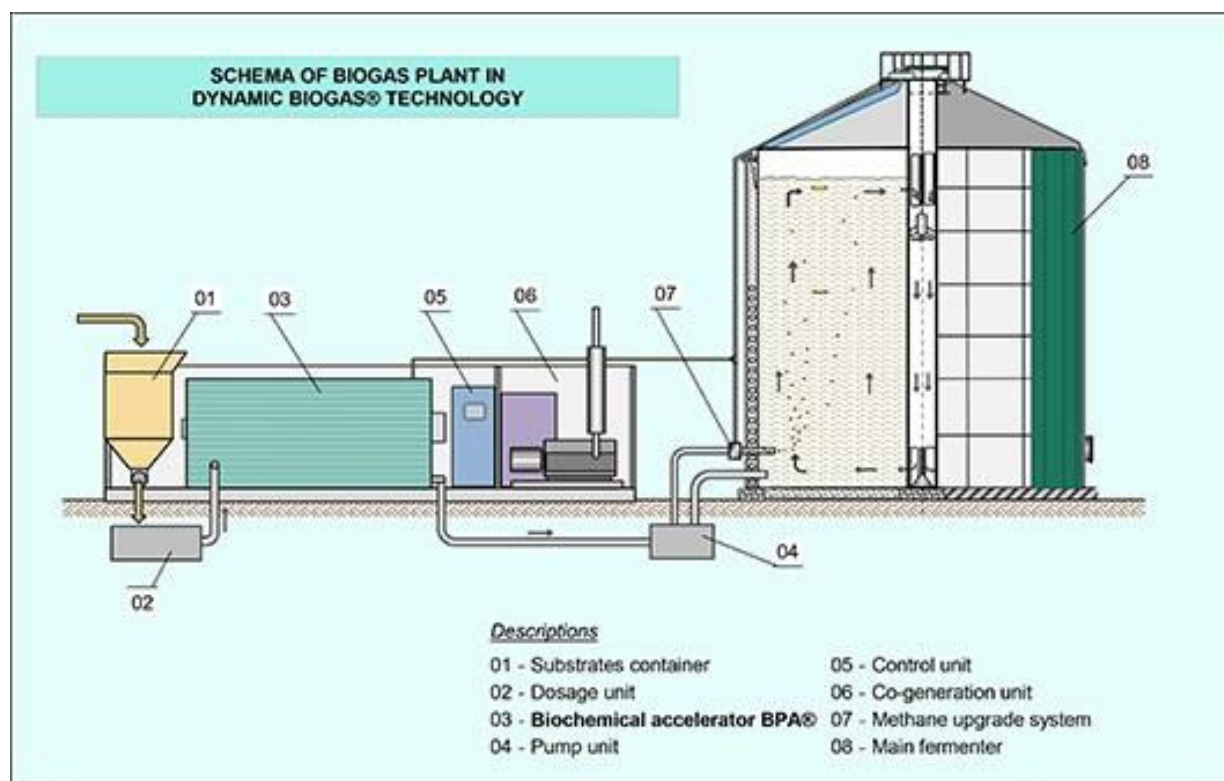 SCHEMA OF BIOGAS PLANT IN
DYNAMIC BIOGAS® TECHNOLOGY
08
01
03
05
06
07
02
04
Descriptions
01 - Substrates container
02 - Dosage unit
03 - Biochemical accelerator BPA®
04 - Pump unit
05 - Control unit
06 - Co-generation unit
07 - Methane upgrade system
08 - Main fermenter